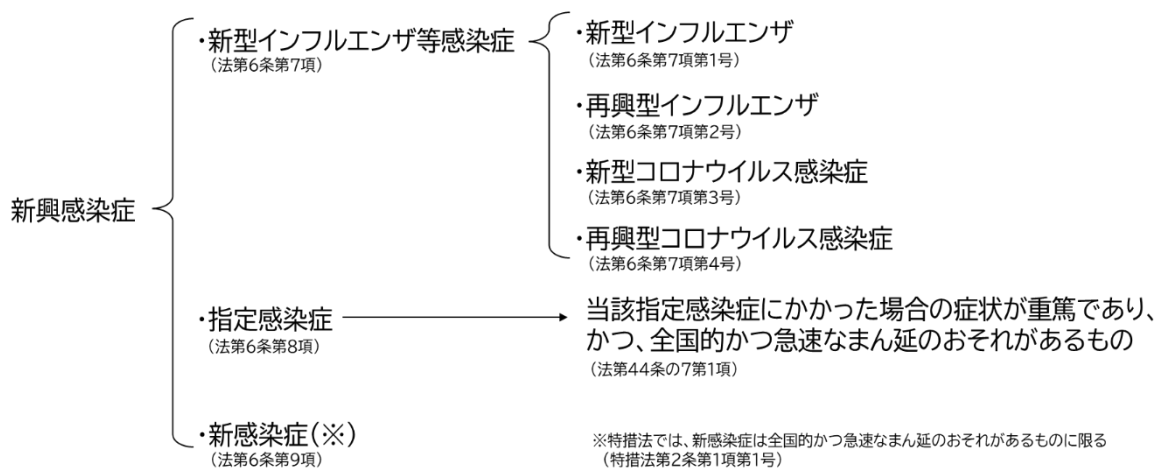 新興感染症
・新型インフルエンザ等感染症
（法第6条第7項）
・新型インフルエンザ
（法第6条第7項第1号）
・再興型インフルエンザ
（法第6条第7項第2号）
・新型コロナウイルス感染症
（法第6条第7項第3号）
・再興型コロナウイルス感染症
（法第6条第7項第4号）
・指定感染症
（法第6条第8項）
当該指定感染症にかかった場合の症状が重篤であり、
かつ、全国的かつ急速なまん延のおそれがあるもの
（法第44条の7第1項）
・新感染症（※）
（法第6条第9項）
※特措法では、新感染症は全国的かつ急速なまん延のおそれがあるものに限る
（特措法第2条第1項第1号）